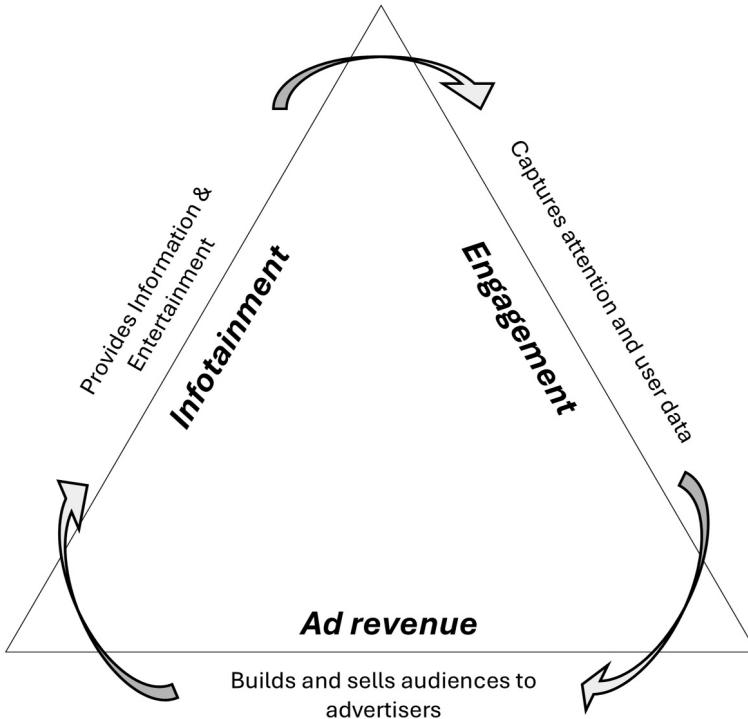 Provides Information &
Entertainment
Infotainment
Engagement
Captures attention and user data
Ad revenue
Builds and sells audiences to
advertisers